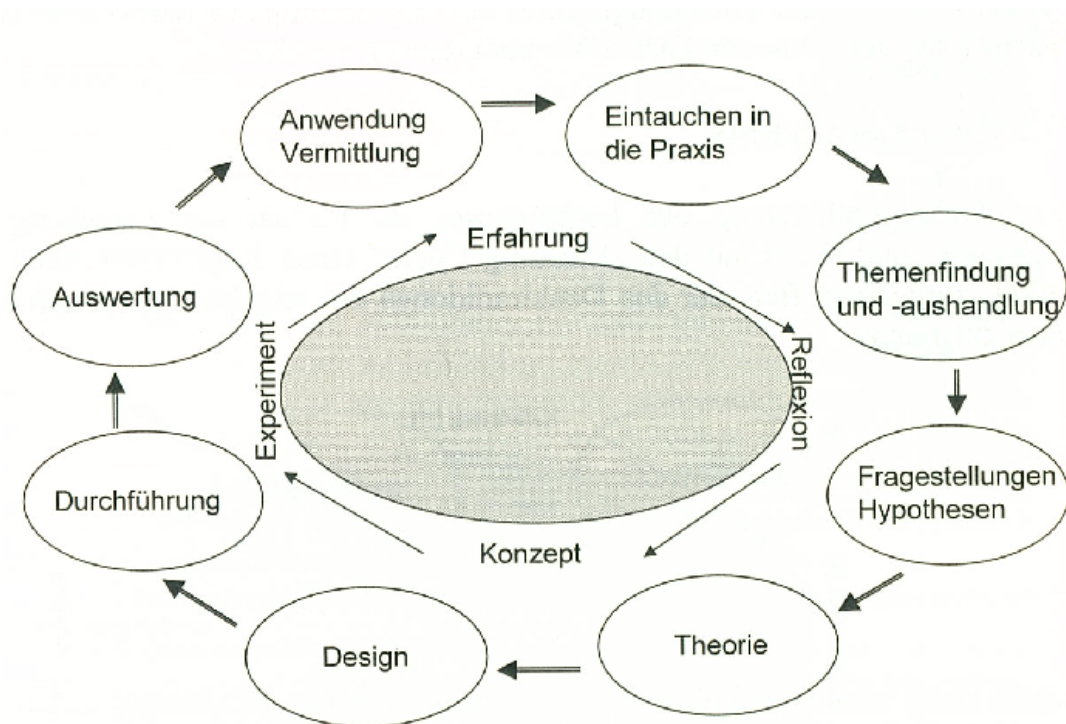 Anwendung
Vermittlung
Eintauchen in
die Praxis
Erfahrung
Auswertung
Themenfindung
und -aushandlung
Experiment
Reflexion
Durchführung
Fragestellungen
Hypothesen
Konzept
Design
Theorie